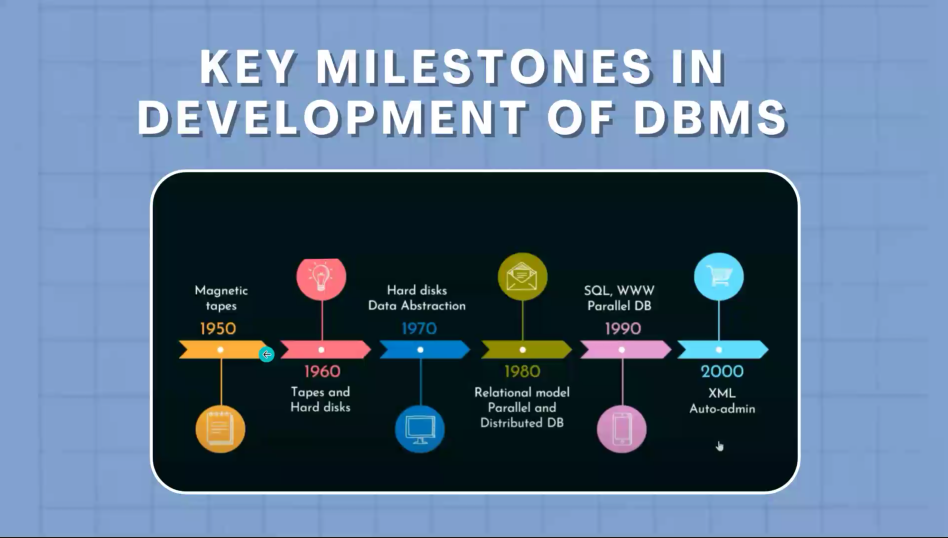 KEY MILESTONES IN
DEVELOPMENT OF DBMS
Magnetic
tapes
1950
1960
Tapes and
Hard disks
Hard disks
Data Abstraction
1970
1980
Relational model
Parallel and
Distributed DB
SQL, WWW
Parallel DB
1990
2000
XML
Auto-admin